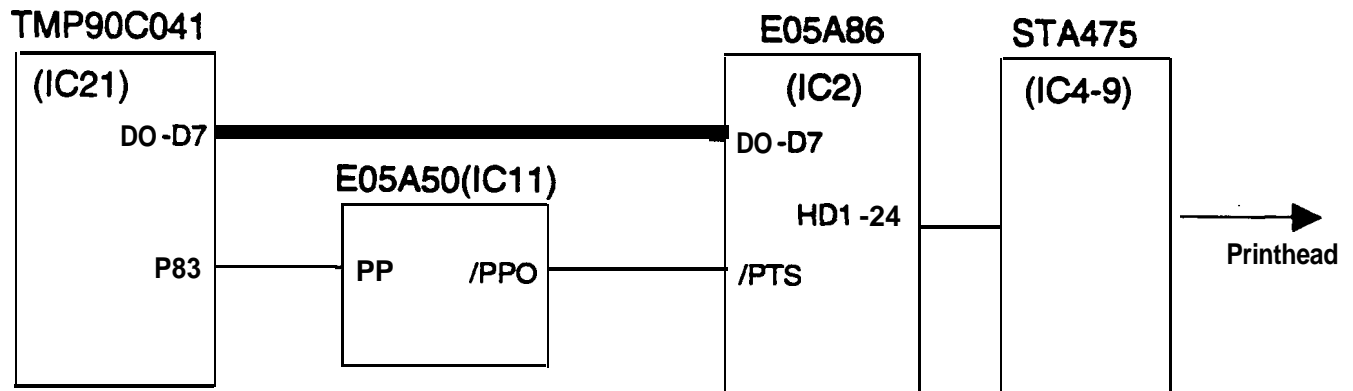 TMP90C041
(IC21)
DO-D7
P83
E05A50(IC11)
PP
/PPO
E05A86
(IC2)
DO-D7
HD1-24
/PTS
STA475
(IC4-9)
Printhead